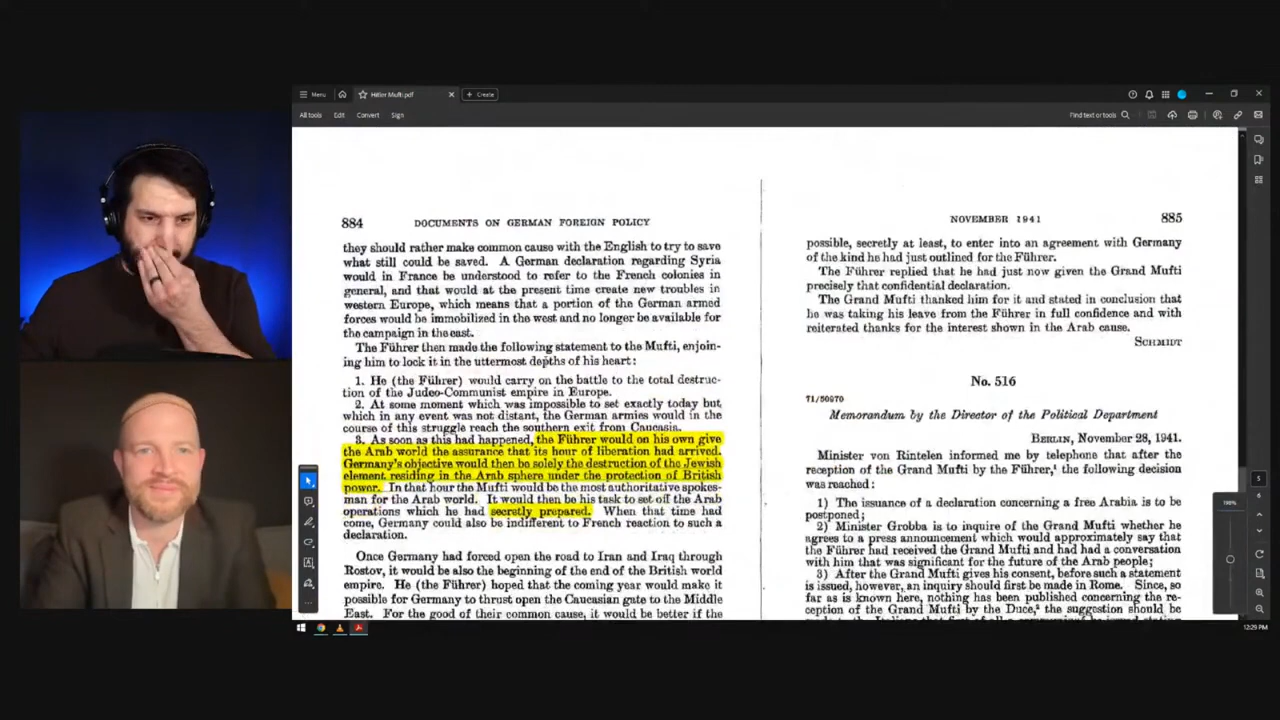 Menu
Hitler Mufti.pdf
Create
All tools
Edit
Convert
Sign
Find text or tools
884 DOCUMENTS ON GERMAN FOREIGN POLICY
they should rather make common cause with the English to try to save
what still could be saved. A German declaration regarding Syria
would in France be understood to refer to the French colonies in
general, and that would at the present time create new troubles in
western Europe, which means that a portion of the German armed
forces would be immobilized in the west and no longer be available for
the campaign in the east.
The Führer then made the following statement to the Mufti, enjoin-
ing him to lock it in the uttermost depths of his heart:
1. He (the Führer) would carry on the battle to the total destruc-
tion of the Judeo-Communist empire in Europe.
2. At some moment which was impossible to set exactly today but
which in any event was not distant, the German armies would in the
course of this struggle reach the southern exit from Caucasia.
3. As soon as this had happened, the Führer would on his own give
the Arab world the assurance that its hour of liberation had arrived.
Germany's objective would then be solely the destruction of the Jewish
element residing in the Arab sphere under the protection of British
power. In that hour the Mufti would be the most authoritative spokes-
man for the Arab world. It would then be his task to set off the Arab
operations which he had secretly prepared. When that time had
come, Germany could also be indifferent to French reaction to such a
declaration.
Once Germany had forced open the road to Iran and Iraq through
Rostov, it would be also the beginning of the end of the British world
empire. He (the Führer) hoped that the coming year would make it
possible for Germany to thrust open the Caucasian gate to the Middle
East. For the good of their common cause, it would be better if the
NOVEMBER 1941 885
possible, secretly at least, to enter into an agreement with Germany
of the kind he had just outlined for the Führer.
The Führer replied that he had just now given the Grand Mufti
precisely that confidential declaration.
The Grand Mufti thanked him for it and stated in conclusion that
he was taking his leave from the Führer in full confidence and with
reiterated thanks for the interest shown in the Arab cause.
SCHMIDT
No. 516
71/50970
Memorandum by the Director of the Political Department
BERLIN, November 28, 1941.
Minister von Rintelen informed me by telephone that after the
reception of the Grand Mufti by the Führer,¹ the following decision
was reached:
1) The issuance of a declaration concerning a free Arabia is to be
postponed;
2) Minister Grobba is to inquire of the Grand Mufti whether he
agrees to a press announcement which would approximately say that
the Führer had received the Grand Mufti and had had a conversation
with him that was significant for the future of the Arab people;
3) After the Grand Mufti gives his consent, before such a statement
is issued, however, an inquiry should first be made in Rome. Since, so
far as is known here, nothing has been published concerning the re-
ception of the Grand Mufti by the Duce,² the suggestion should be
5
6
12:29 PM